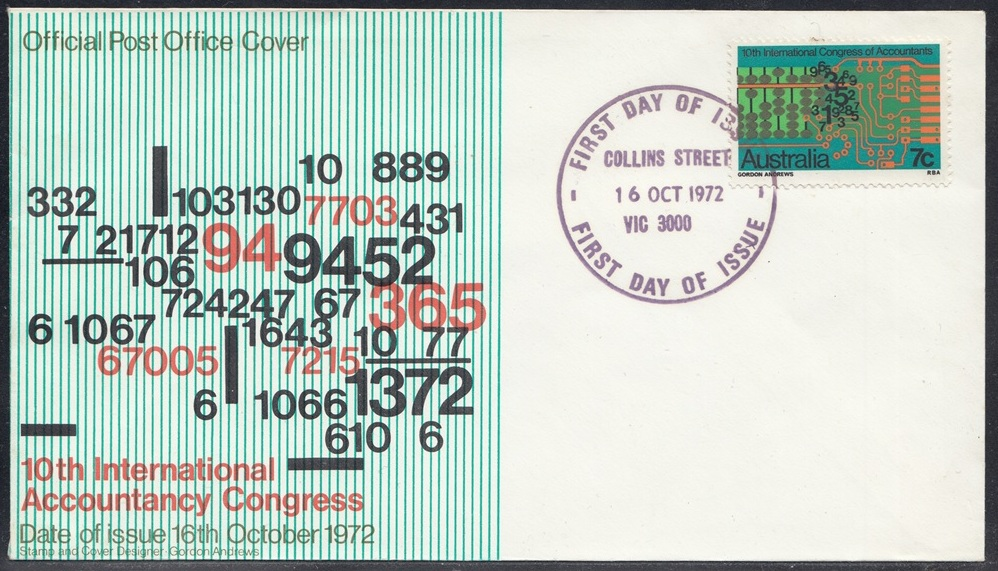 Official Post Office Cover
10 889
332 103130 7703 431
7 21712 94 9452
106
724247 67 365
6 1067 1643 10 77
67005 7215
6 1066 1372
610 6
10th International
Accountancy Congress
Date of issue 16th October 1972
Stamp and Cover Designer-Gordon Andrews
FIRST DAY OF ISSUE
COLLINS STREET
16 OCT 1972
VIC 3000
FIRST DAY OF ISSUE
10th International Congress of Accountants
Australia 7c
GORDON ANDREWS RBA